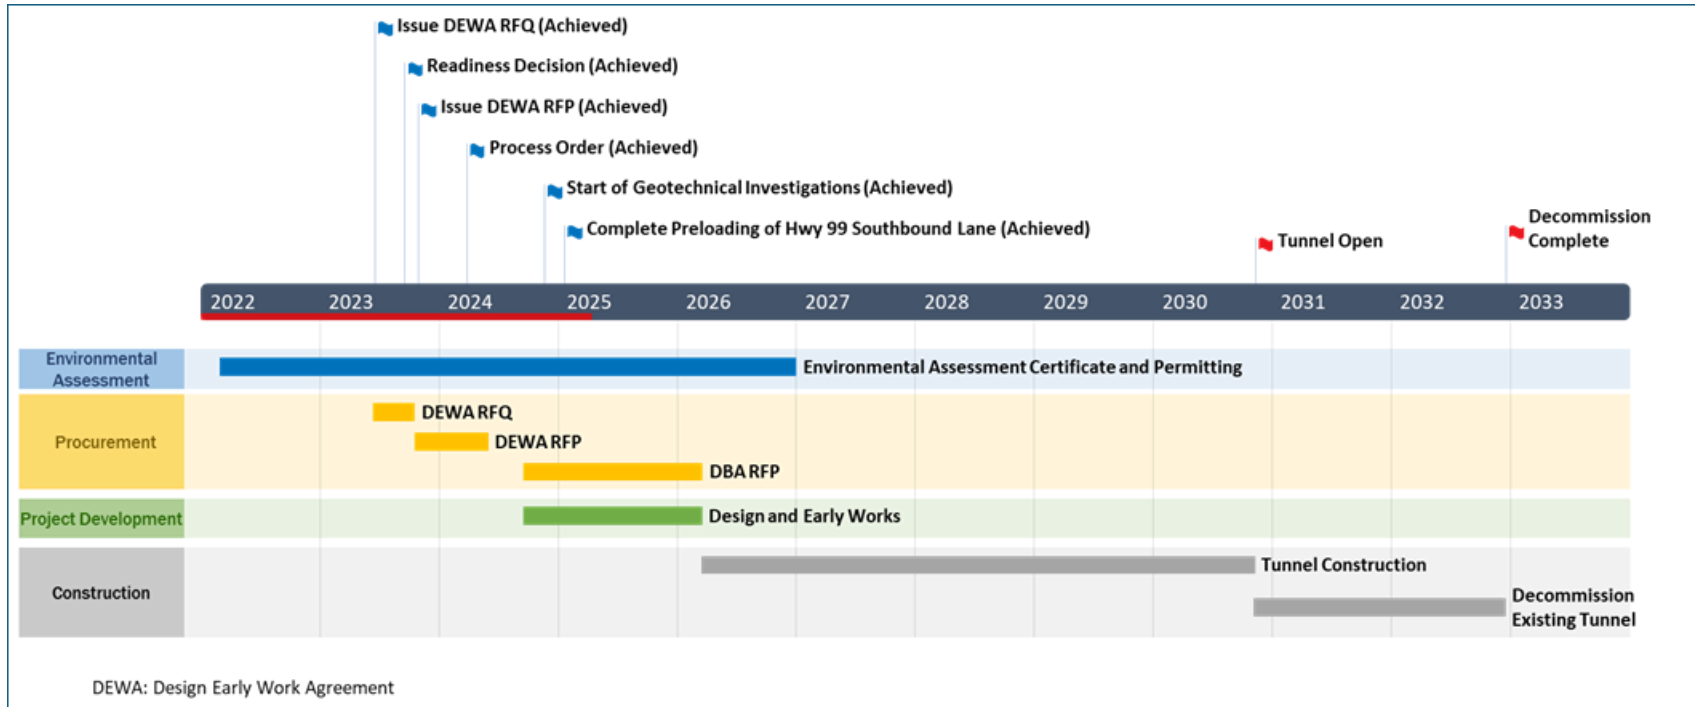 Issue DEWA RFQ (Achieved)
Readiness Decision (Achieved)
Issue DEWA RFP (Achieved)
Process Order (Achieved)
Start of Geotechnical Investigations (Achieved)
Complete Preloading of Hwy 99 Southbound Lane (Achieved)
Tunnel Open
Decommission
Complete
2022 2023 2024 2025 2026 2027 2028 2029 2030 2031 2032 2033
Environmental
Assessment
Environmental Assessment Certificate and Permitting
Procurement
DEWA RFQ
DEWA RFP
DBA RFP
Project Development
Design and Early Works
Construction
Tunnel Construction
Decommission
Existing Tunnel
DEWA: Design Early Work Agreement